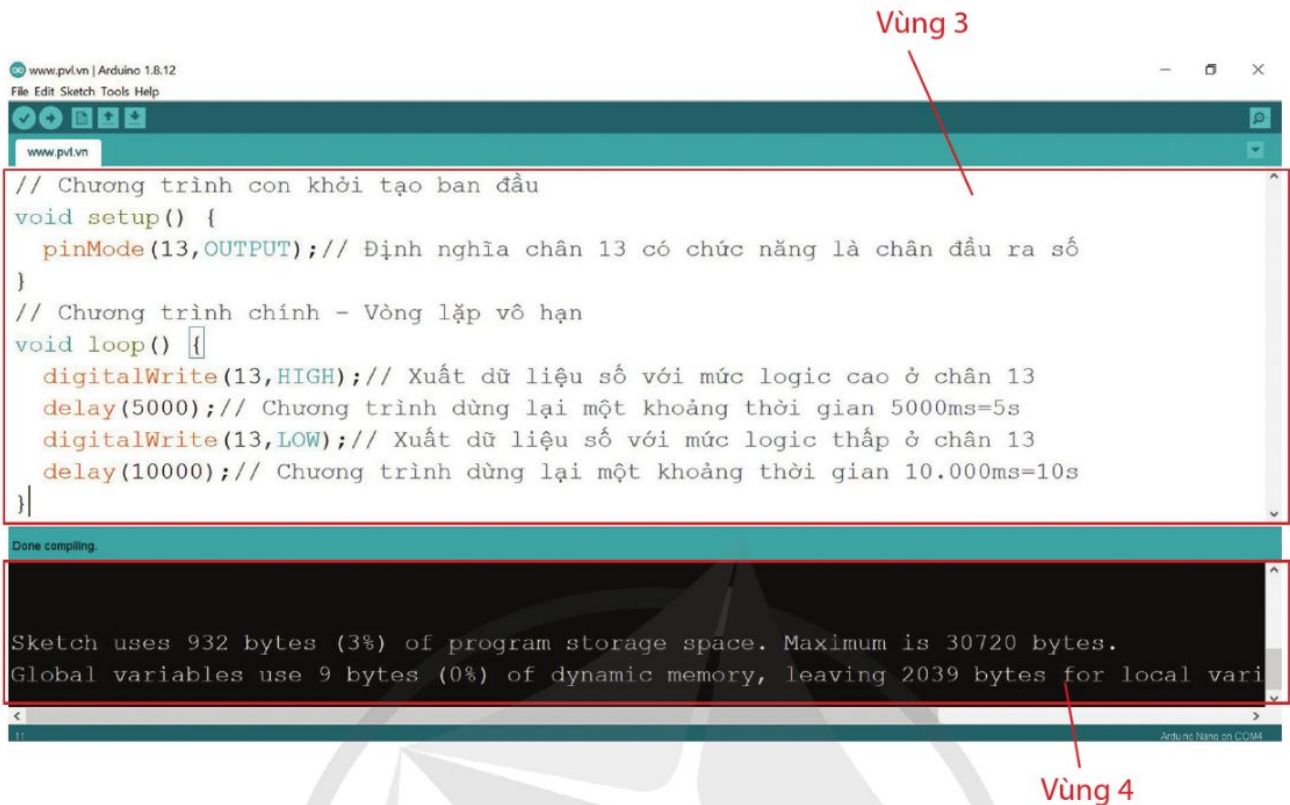 Vùng 3
www.pvl.vn | Arduino 1.8.12
File Edit Sketch Tools Help
www.pvl.vn
// Chương trình con khởi tạo ban đầu
void setup() {
pinMode(13,OUTPUT);// Định nghĩa chân 13 có chức năng là chân đầu ra số
}
// Chương trình chính - Vòng lặp vô hạn
void loop() {
digitalWrite(13,HIGH);// Xuất dữ liệu số với mức logic cao ở chân 13
delay(5000);// Chương trình dừng lại một khoảng thời gian 5000ms=5s
digitalWrite(13,LOW);// Xuất dữ liệu số với mức logic thấp ở chân 13
delay(10000);// Chương trình dừng lại một khoảng thời gian 10.000ms=10s
}
Done compiling.
Sketch uses 932 bytes (3%) of program storage space. Maximum is 30720 bytes.
Global variables use 9 bytes (0%) of dynamic memory, leaving 2039 bytes for local vari
11
Arduino Nano on COM4
Vùng 4